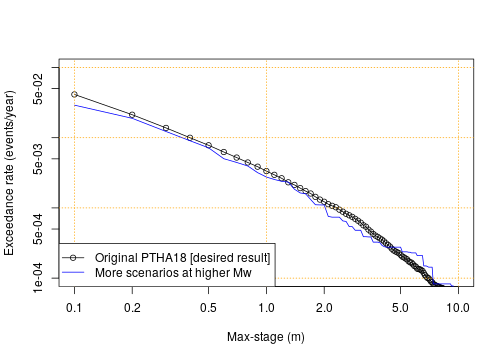 Exceedance rate (events/year)
5e-02
5e-03
5e-04
1e-04
Original PTHA18 [desired result]
More scenarios at higher Mw
0.1 0.2 0.5 1.0 2.0 5.0 10.0
Max-stage (m)